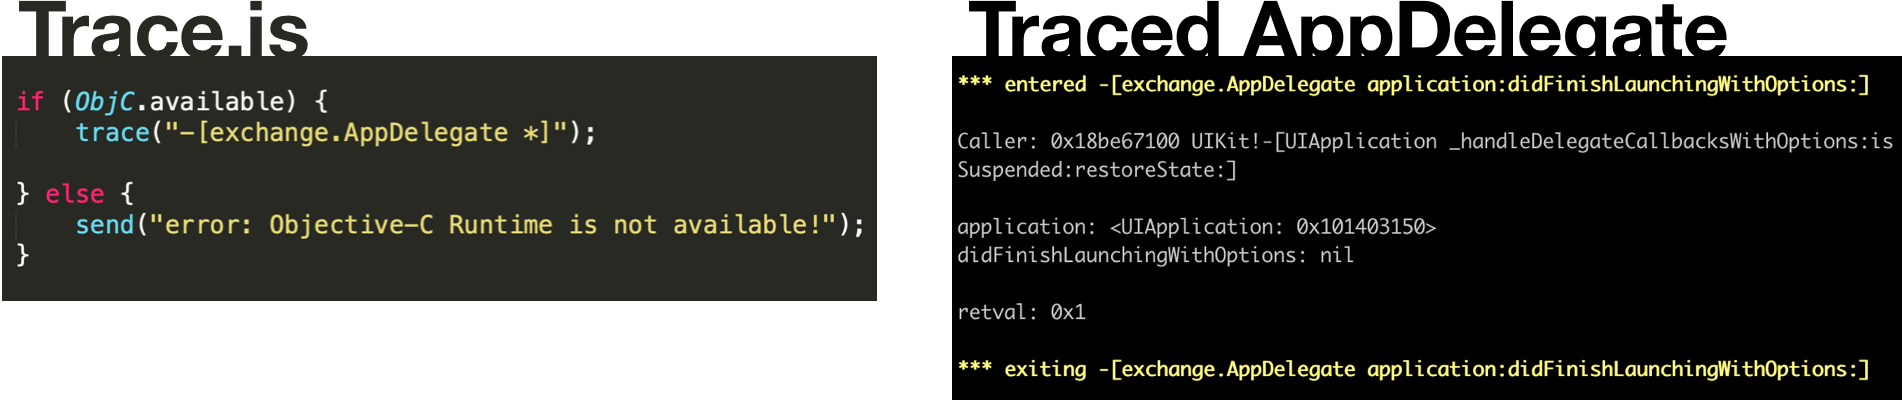 Trace.js
if (ObjC.available) {
trace("-[exchange.AppDelegate *]");
} else {
send("error: Objective-C Runtime is not available!");
}
Traced AppDelegate
*** entered -[exchange.AppDelegate application:didFinishLaunchingWithOptions:]
Caller: 0x18be67100 UIKit!-[UIApplication _handleDelegateCallbacksWithOptions:is
Suspended:restoreState:]
application: <UIApplication: 0x101403150>
didFinishLaunchingWithOptions: nil
retval: 0x1
*** exiting -[exchange.AppDelegate application:didFinishLaunchingWithOptions:]